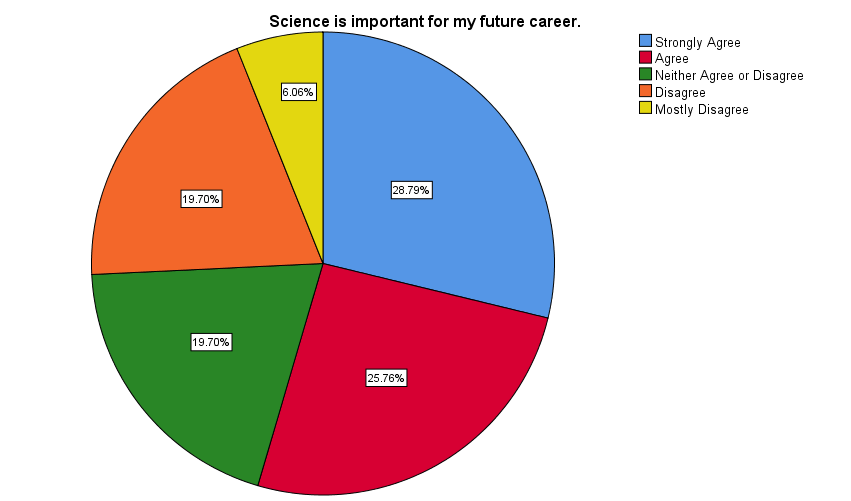 Science is important for my future career.
Strongly Agree
Agree
Neither Agree or Disagree
Disagree
Mostly Disagree
6.06%
28.79%
19.70%
19.70%
25.76%